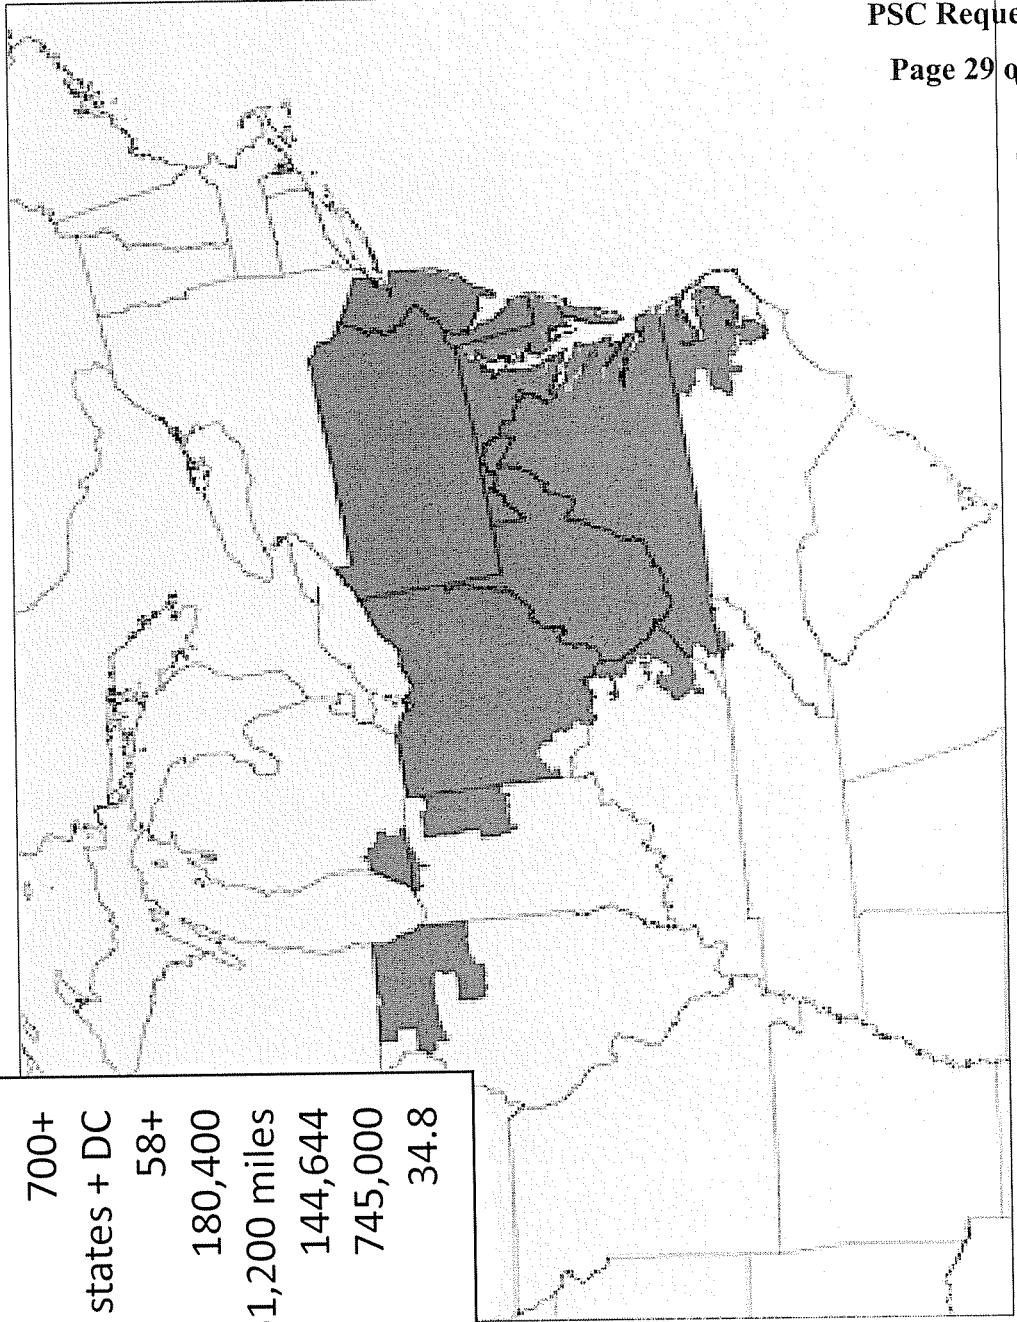 PSC Reque
Page 29 q
700+
states + DC
58+
180,400
1,200 miles
144,644
745,000
34.8